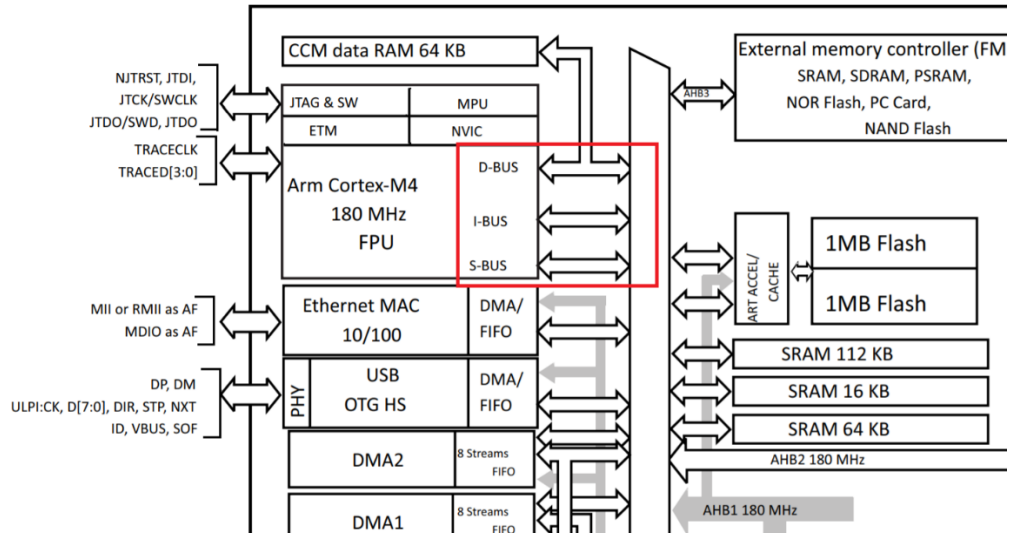 CCM data RAM 64 KB
External memory controller (FM
SRAM, SDRAM, PSRAM,
NOR Flash, PC Card,
NAND Flash
AHB3
NJTRST, JTDI,
JTCK/SWCLK
JTDO/SWD, JTDO
TRACECLK
TRACED[3:0]
JTAG & SW
MPU
ETM
NVIC
Arm Cortex-M4
180 MHz
FPU
D-BUS
I-BUS
S-BUS
ART ACCEL/
CACHE
1MB Flash
1MB Flash
MII or RMII as AF
MDIO as AF
Ethernet MAC
10/100
DMA/
FIFO
SRAM 112 KB
SRAM 16 KB
SRAM 64 KB
DP, DM
ULPI:CK, D[7:0], DIR, STP, NXT
ID, VBUS, SOF
PHY
USB
OTG HS
DMA/
FIFO
AHB2 180 MHz
DMA2
8 Streams
FIFO
AHB1 180 MHz
DMA1
8 Streams
FIFO